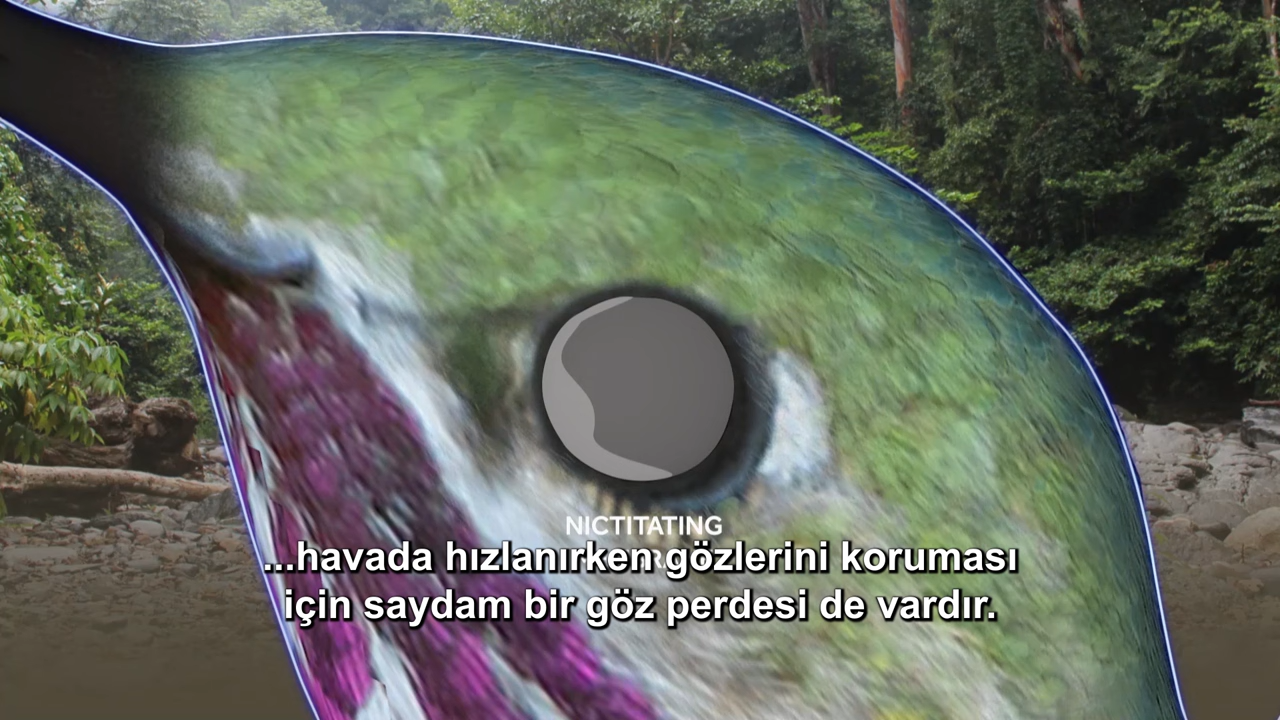 NICTITATING
...havada hızlanırken gözlerini koruması
için saydam bir göz perdesi de vardır.